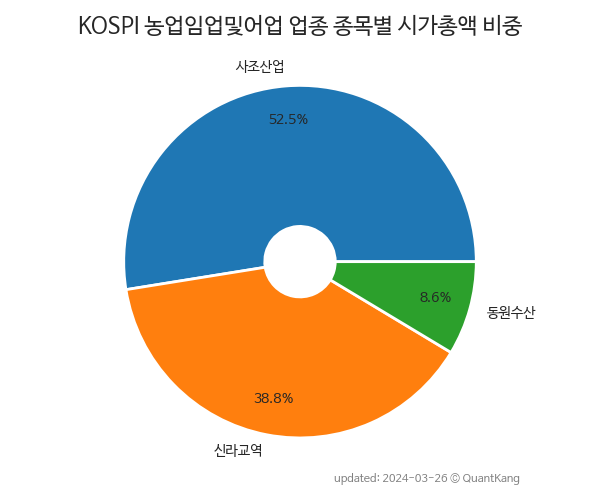 KOSPI 농업임업및어업 업종 종목별 시가총액 비중
사조산업
52.5%
8.6%
동원수산
38.8%
신라교역
updated: 2024-03-26 © QuantKang